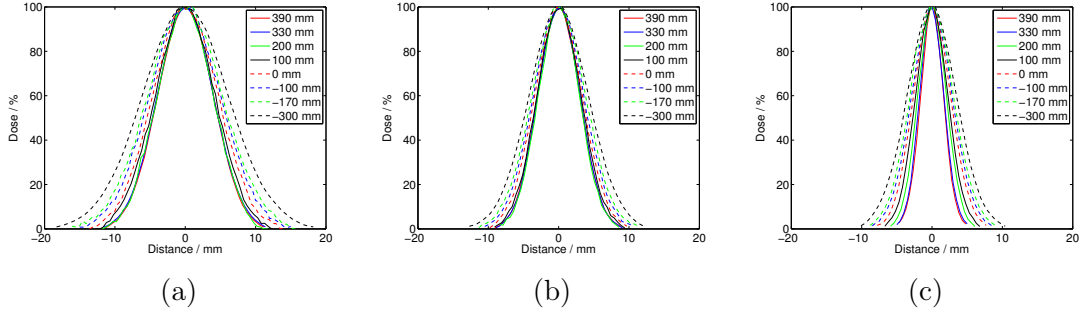 100
80
60
40
20
0
Dose / %
−20
−10
0
10
20
Distance / mm
390 mm
330 mm
200 mm
100 mm
0 mm
−100 mm
−170 mm
−300 mm
(a)
100
80
60
40
20
0
Dose / %
−20
−10
0
10
20
Distance / mm
390 mm
330 mm
200 mm
100 mm
0 mm
−100 mm
−170 mm
−300 mm
(b)
100
80
60
40
20
0
Dose / %
−20
−10
0
10
20
Distance / mm
390 mm
330 mm
200 mm
100 mm
0 mm
−100 mm
−170 mm
−300 mm
(c)